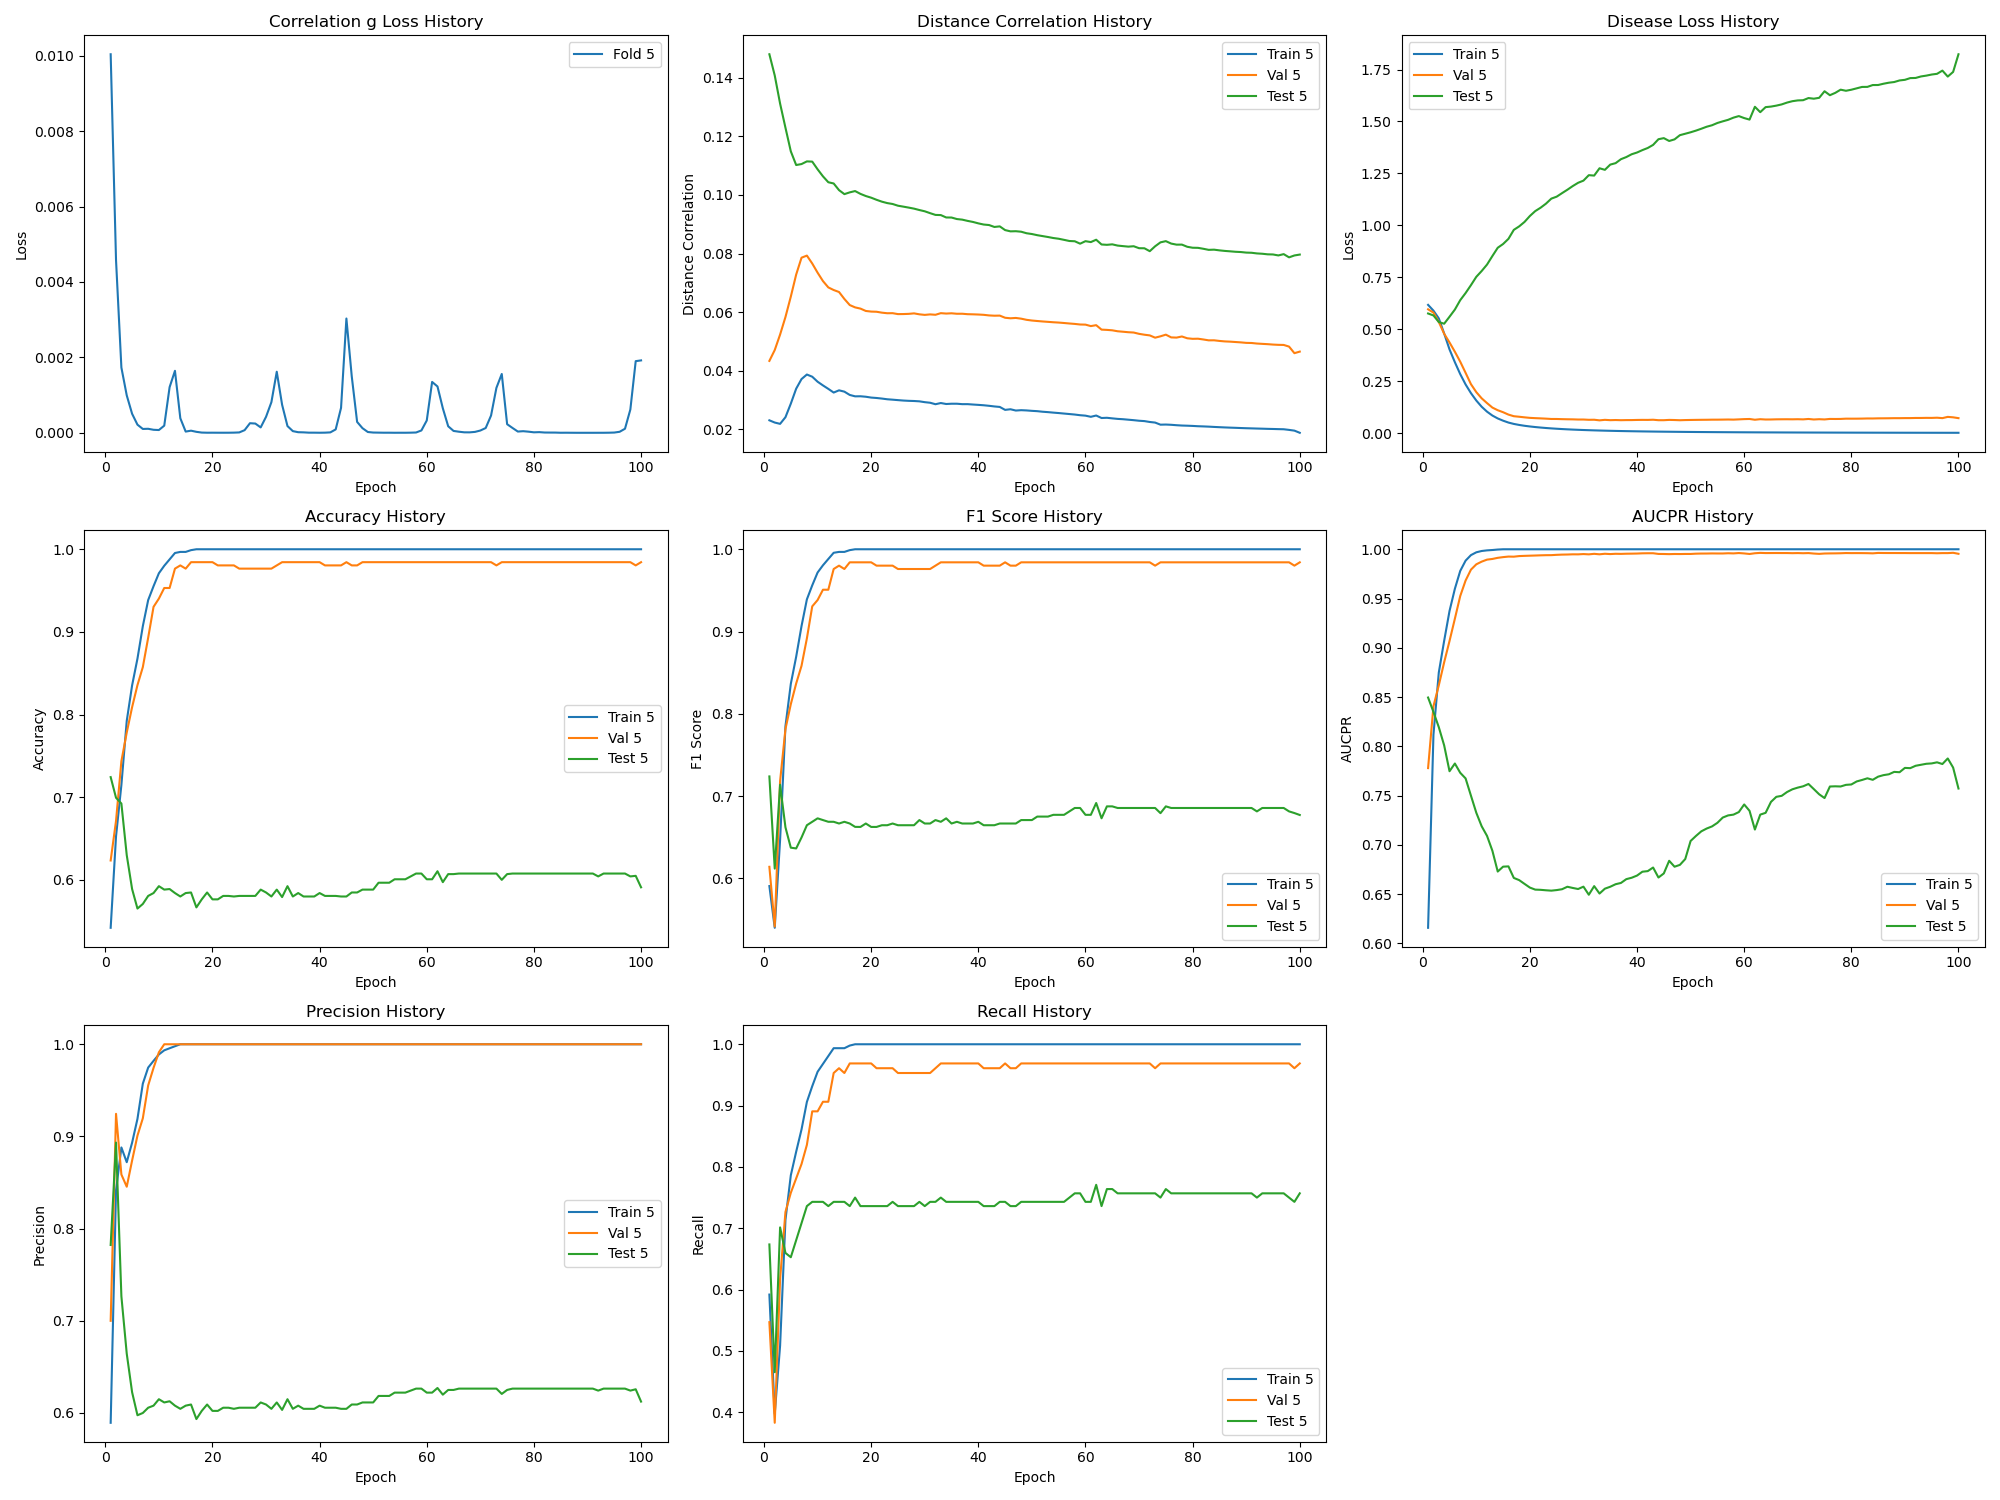 Correlation g Loss History
Loss
0.010
0.008
0.006
0.004
0.002
0.000
Fold 5
0 20 40 60 80 100
Epoch
Distance Correlation History
Distance Correlation
0.14
0.12
0.10
0.08
0.06
0.04
0.02
Train 5
Val 5
Test 5
0 20 40 60 80 100
Epoch
Disease Loss History
Loss
1.75
1.50
1.25
1.00
0.75
0.50
0.25
0.00
Train 5
Val 5
Test 5
0 20 40 60 80 100
Epoch
Accuracy History
Accuracy
1.0
0.9
0.8
0.7
0.6
Train 5
Val 5
Test 5
0 20 40 60 80 100
Epoch
F1 Score History
F1 Score
1.0
0.9
0.8
0.7
0.6
Train 5
Val 5
Test 5
0 20 40 60 80 100
Epoch
AUCPR History
AUCPR
1.00
0.95
0.90
0.85
0.80
0.75
0.70
0.65
0.60
Train 5
Val 5
Test 5
0 20 40 60 80 100
Epoch
Precision History
Precision
1.0
0.9
0.8
0.7
0.6
Train 5
Val 5
Test 5
0 20 40 60 80 100
Epoch
Recall History
Recall
1.0
0.9
0.8
0.7
0.6
0.5
0.4
Train 5
Val 5
Test 5
0 20 40 60 80 100
Epoch